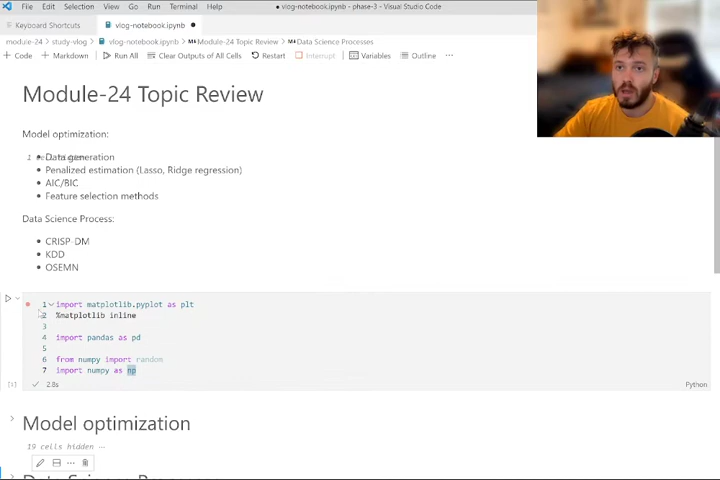 File Edit Selection View Go Run Terminal Help
● vlog-notebook.ipynb - phase-3 - Visual Studio Code
Keyboard Shortcuts vlog-notebook.ipynb ●
module-24 > study-vlog > vlog-notebook.ipynb > Module-24 Topic Review > Data Science Processes
+ Code + Markdown Run All Clear Outputs of All Cells Restart Interrupt Variables Outline ...
Module-24 Topic Review
Model optimization:
• Data generation
• Penalized estimation (Lasso, Ridge regression)
• AIC/BIC
• Feature selection methods
Data Science Process:
• CRISP-DM
• KDD
• OSEMN
1 import matplotlib.pyplot as plt
2 %matplotlib inline
3
4 import pandas as pd
5
6 from numpy import random
7 import numpy as np
[1] 2.8s Python
Model optimization
19 cells hidden ...